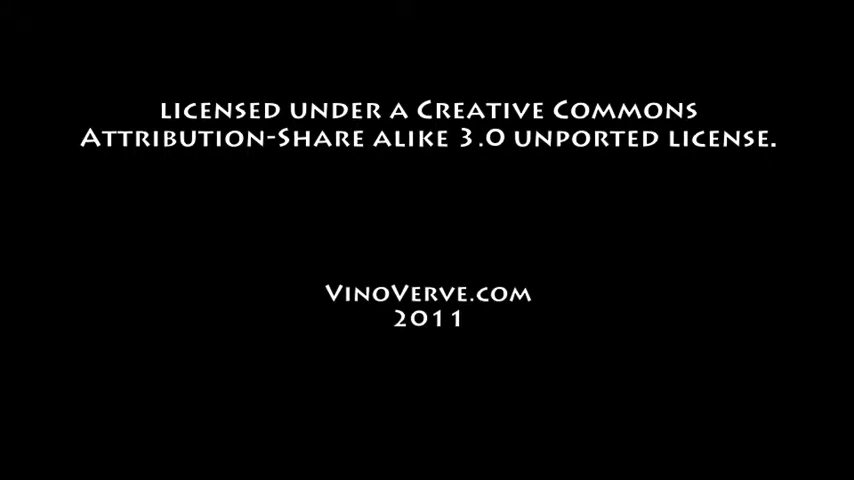 licensed under a Creative Commons
Attribution-Share alike 3.0 unported license.
VinoVerve.com
2011